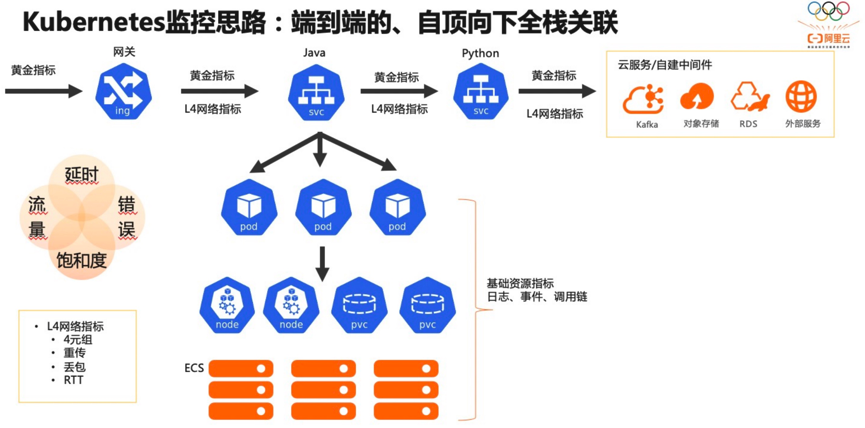 Kubernetes监控思路：端到端的、自顶向下全栈关联
阿里云
黄金指标
网关
ing
黄金指标
L4网络指标
Java
svc
黄金指标
L4网络指标
Python
svc
黄金指标
L4网络指标
云服务/自建中间件
Kafka
对象存储
RDS
外部服务
延时
流量
错误
饱和度
pod
pod
pod
node
node
pvc
pvc
基础资源指标
日志、事件、调用链
• L4网络指标
• 4元组
• 重传
• 丢包
• RTT
ECS